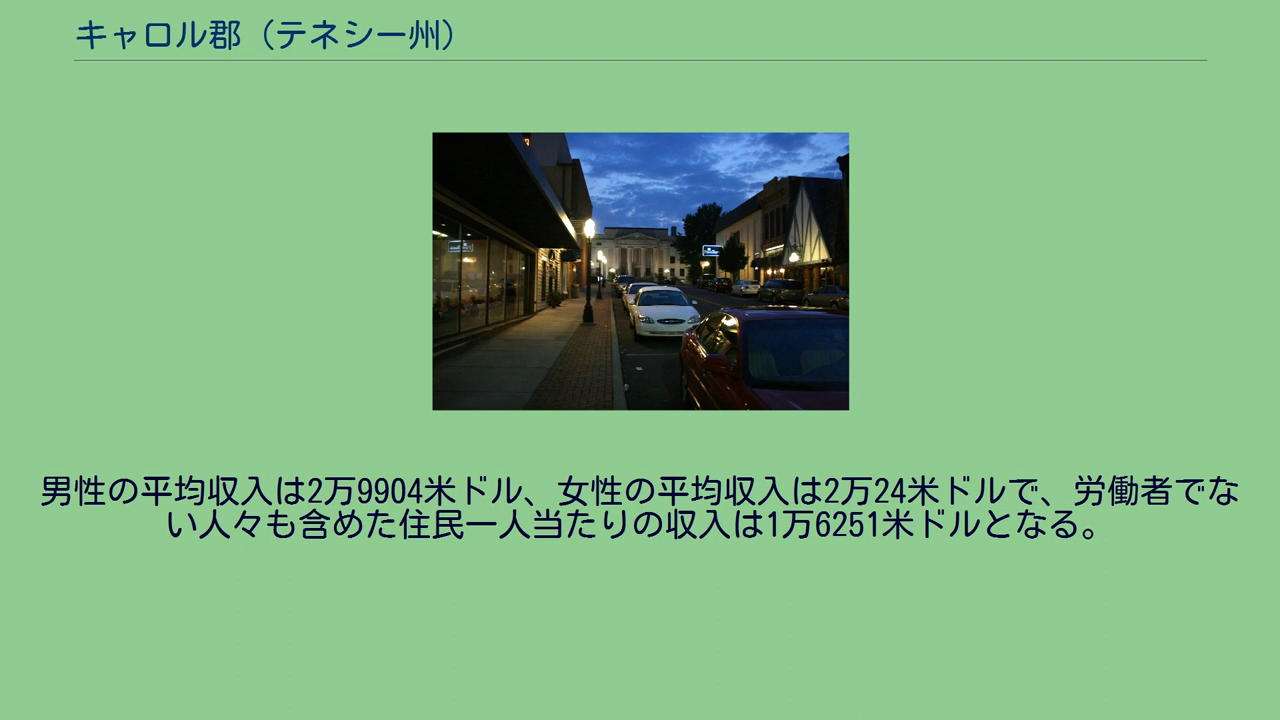 キャロル郡（テネシー州）
男性の平均収入は2万9904米ドル、女性の平均収入は2万24米ドルで、労働者でな
い人々も含めた住民一人当たりの収入は1万6251米ドルとなる。